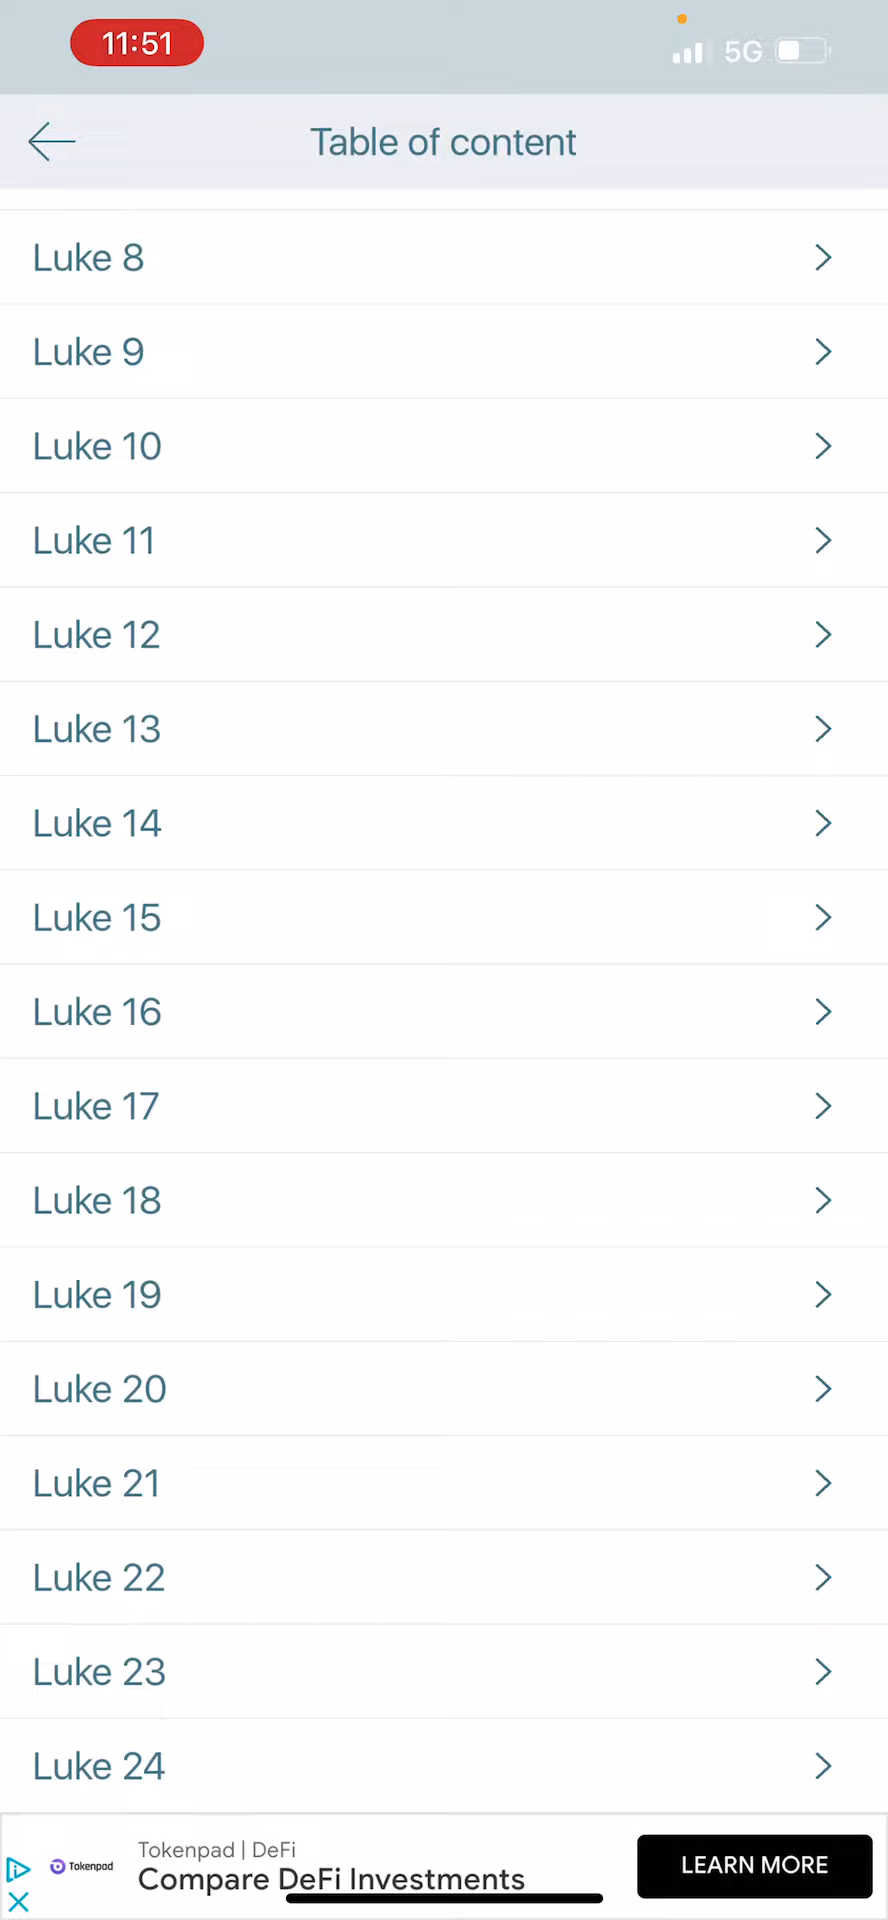 11:51
5G
Table of content
Luke 8
Luke 9
Luke 10
Luke 11
Luke 12
Luke 13
Luke 14
Luke 15
Luke 16
Luke 17
Luke 18
Luke 19
Luke 20
Luke 21
Luke 22
Luke 23
Luke 24
Tokenpad
Tokenpad | DeFi
Compare DeFi Investments
LEARN MORE